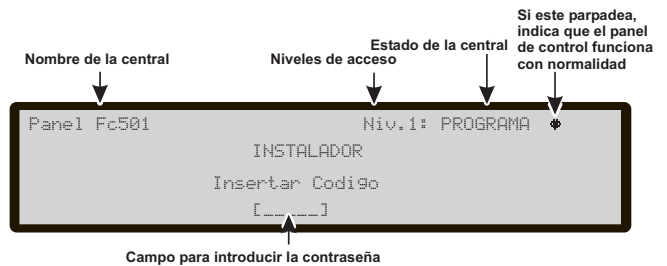 Si este parpadea,
indica que el panel
de control funciona
con normalidad
Estado de la central
Nombre de la central
Niveles de acceso
Panel Fc501 Niv.1: PROGRAMA
INSTALADOR
Insertar Codigo
[_____]
Campo para introducir la contraseña